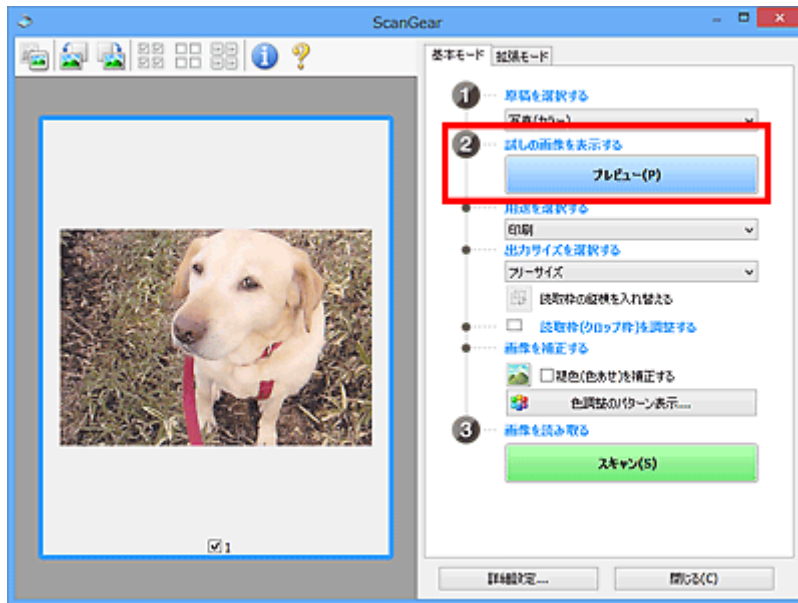 ScanGear
基本モード
拡張モード
1
原稿を選択する
写真(カラー)
2
試しの画像を表示する
プレビュー(P)
用途を選択する
印刷
出力サイズを選択する
フリーサイズ
読取枠の縦横を入れ替える
読取枠(クロップ枠)を調整する
画像を補正する
褪色(色あせ)を補正する
色調整のパターン表示...
3
画像を読み取る
スキャン(S)
1
詳細設定...
閉じる(C)